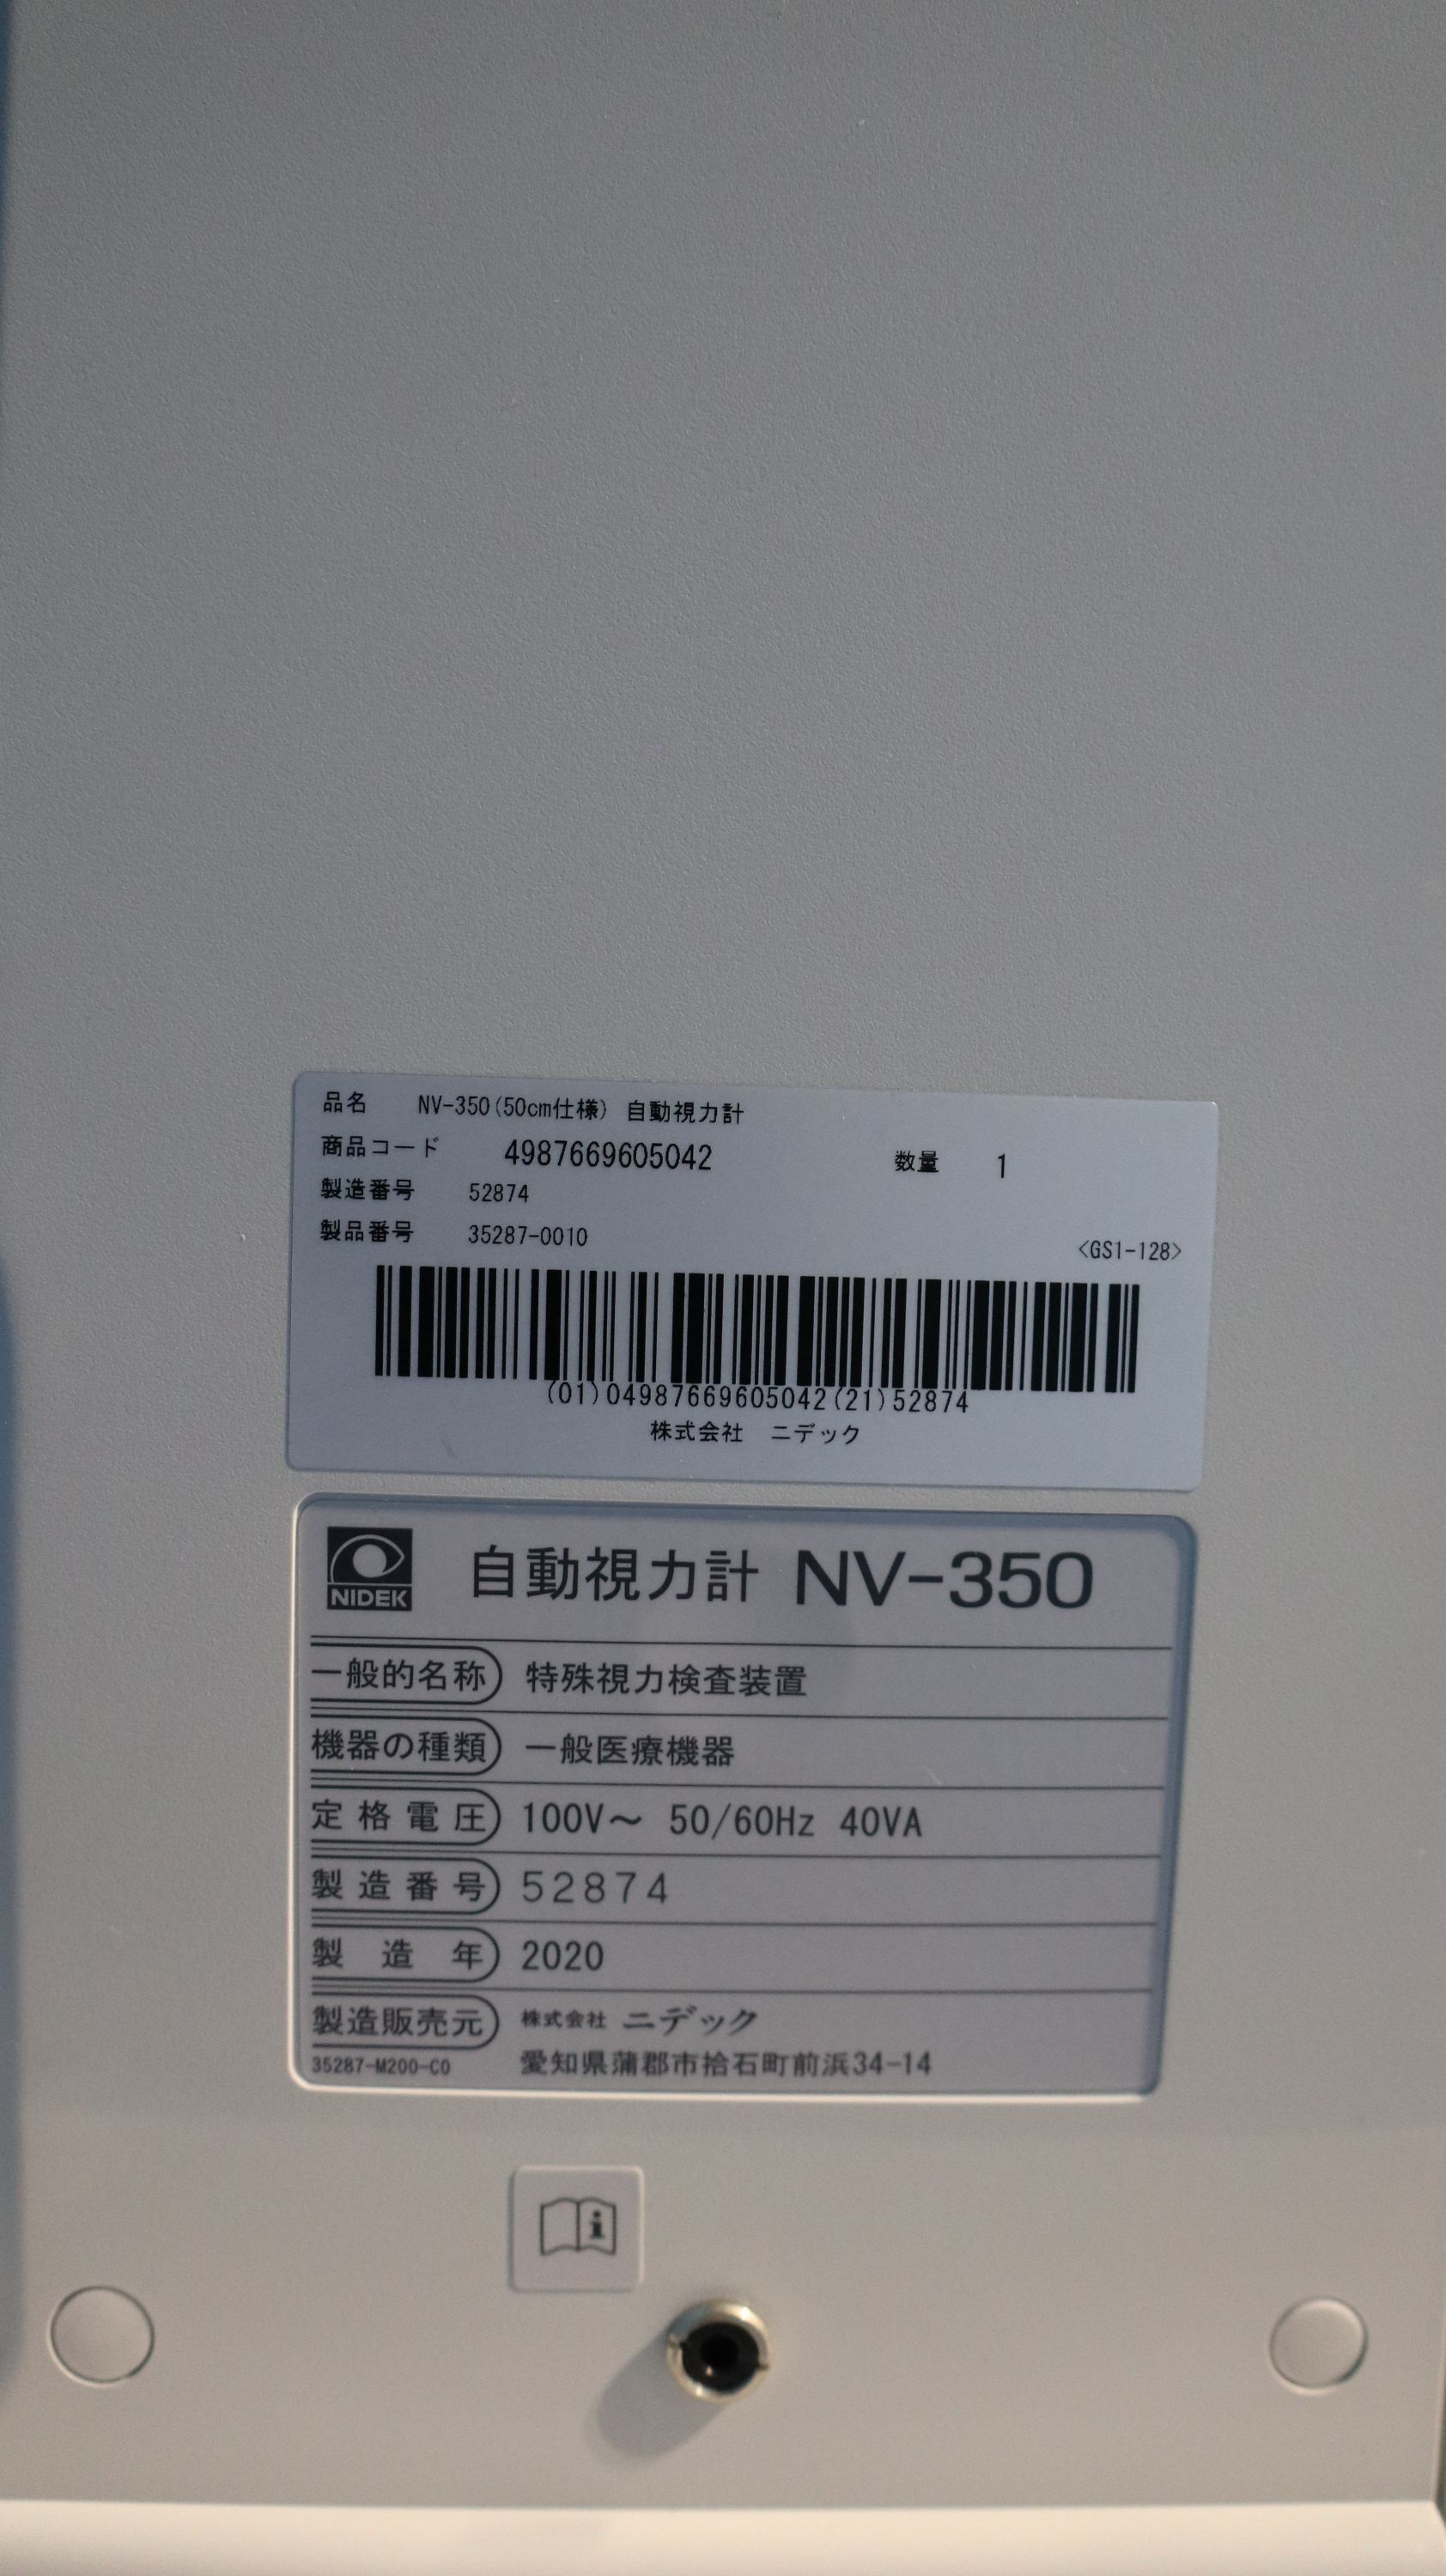 品名 NV-350(50cm仕様) 自動視力計
商品コード 4987669605042 数量 1
製造番号 52874
製品番号 35287-0010
<GS1-128>
(01)04987669605042(21)52874
株式会社 ニデック
NIDEK 自動視力計 NV-350
一般的名称 特殊視力検査装置
機器の種類 一般医療機器
定格電圧 100V～ 50/60Hz 40VA
製造番号 52874
製造年 2020
製造販売元 株式会社 ニデック
35287-M200-C0 愛知県蒲郡市拾石町前浜34-14